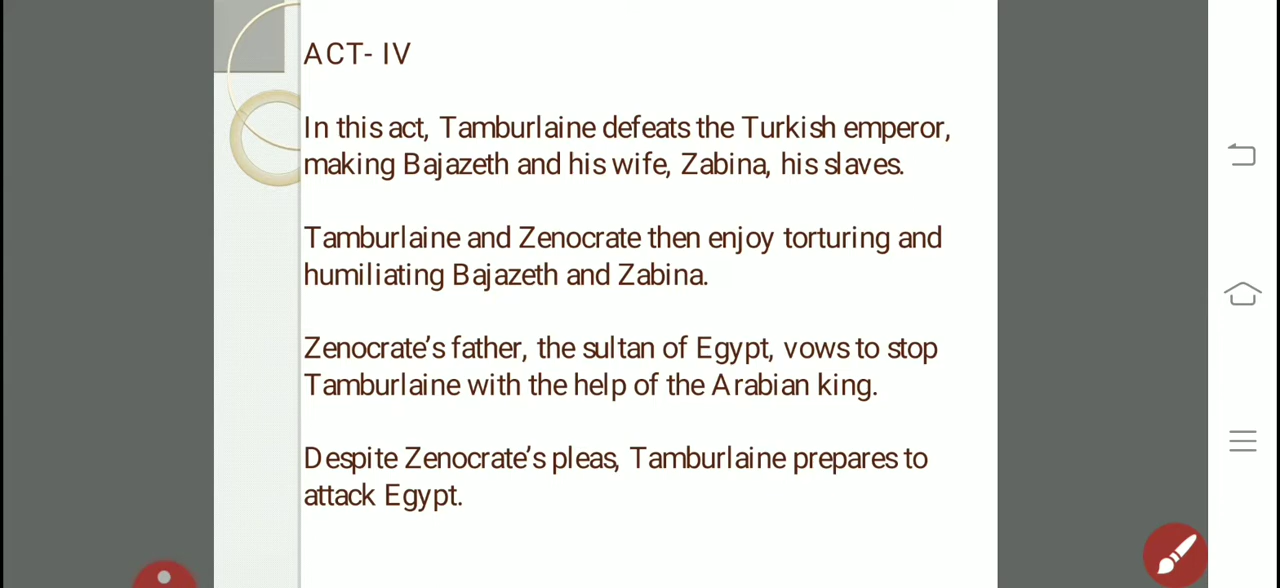 ACT- IV
In this act, Tamburlaine defeats the Turkish emperor,
making Bajazeth and his wife, Zabina, his slaves.
Tamburlaine and Zenocrate then enjoy torturing and
humiliating Bajazeth and Zabina.
Zenocrate’s father, the sultan of Egypt, vows to stop
Tamburlaine with the help of the Arabian king.
Despite Zenocrate’s pleas, Tamburlaine prepares to
attack Egypt.